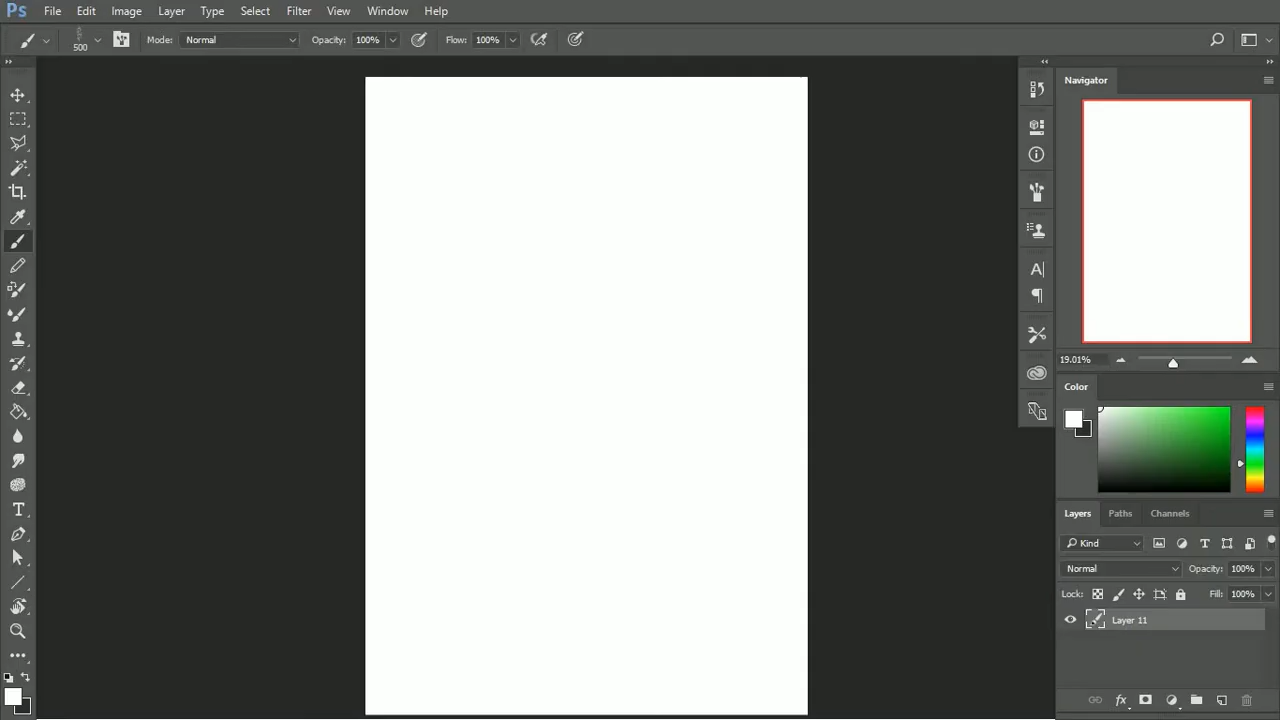 Ps File Edit Image Layer Type Select Filter View Window Help
500 Mode: Normal Opacity: 100% Flow: 100%
Navigator
19.01%
Color
Layers Paths Channels
Kind
Normal Opacity: 100%
Lock: Fill: 100%
Layer 11